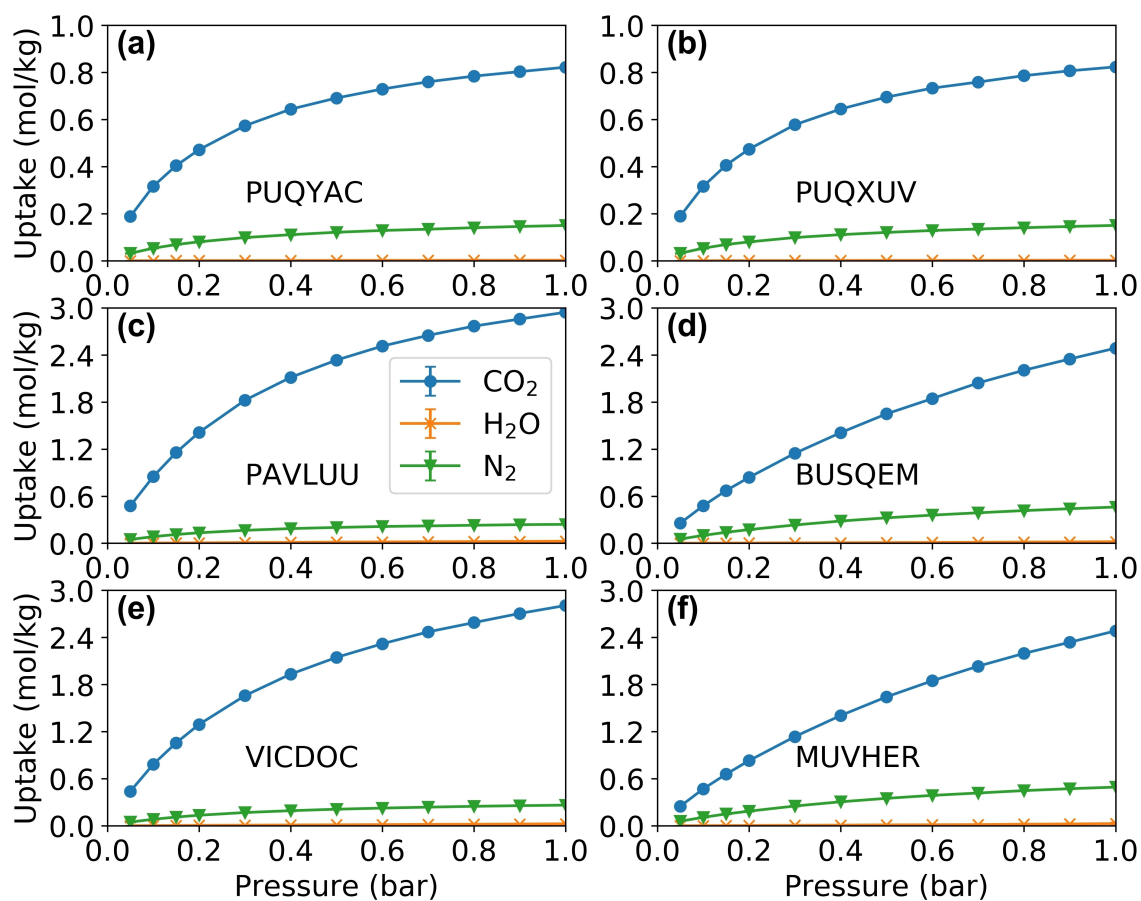 (a)
1.0
0.8
0.6
0.4
0.2
0.0
Uptake (mol/kg)
PUQYAC
0.0 0.2 0.4 0.6 0.8 1.0
(b)
1.0
0.8
0.6
0.4
0.2
0.0
PUQXUV
0.0 0.2 0.4 0.6 0.8 1.0
(c)
3.0
2.4
1.8
1.2
0.6
0.0
Uptake (mol/kg)
PAVLUU
CO₂
H₂O
N₂
0.0 0.2 0.4 0.6 0.8 1.0
(d)
3.0
2.4
1.8
1.2
0.6
0.0
BUSQEM
0.0 0.2 0.4 0.6 0.8 1.0
(e)
3.0
2.4
1.8
1.2
0.6
0.0
Uptake (mol/kg)
VICDOC
0.0 0.2 0.4 0.6 0.8 1.0
Pressure (bar)
(f)
3.0
2.4
1.8
1.2
0.6
0.0
MUVHER
0.0 0.2 0.4 0.6 0.8 1.0
Pressure (bar)